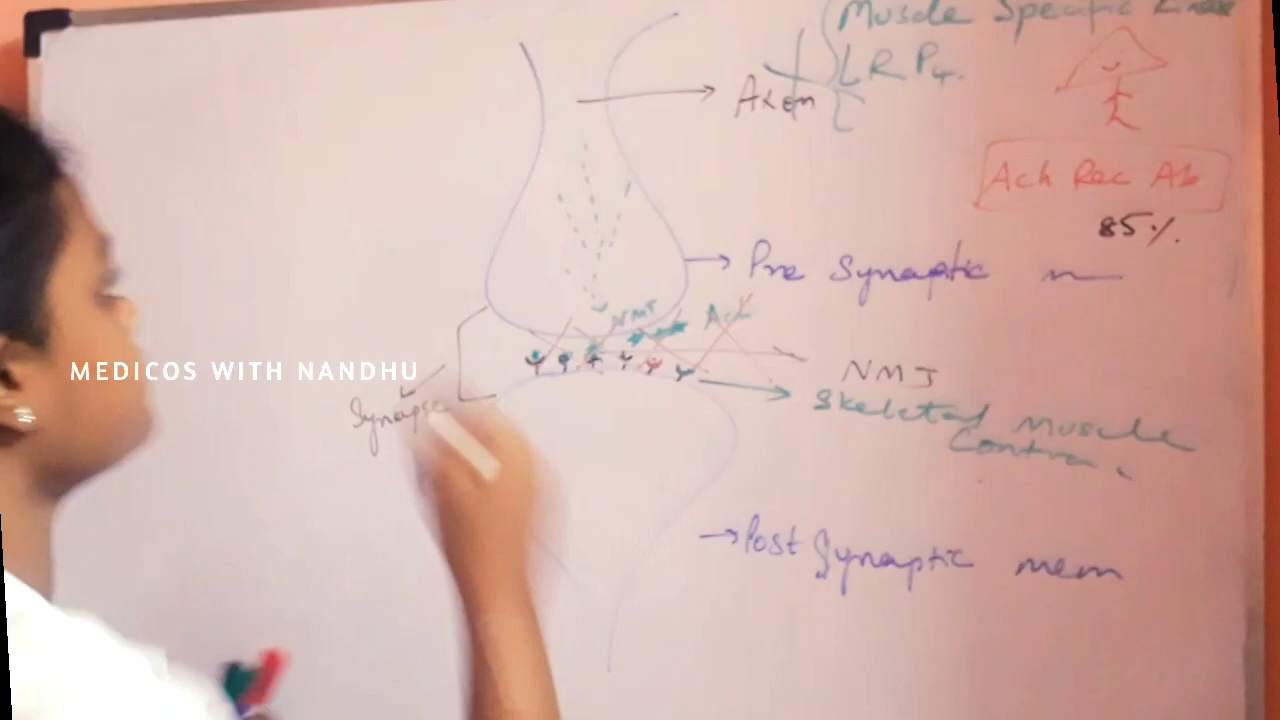 Muscle Specific
LRP4.
Axon
Ach Rec Ab
85%.
Pre Synaptic m
NMT Ach
MEDICOS WITH NANDHU
NMJ
Synapse
Skeletal Muscle
Contra.
Post Synaptic mem